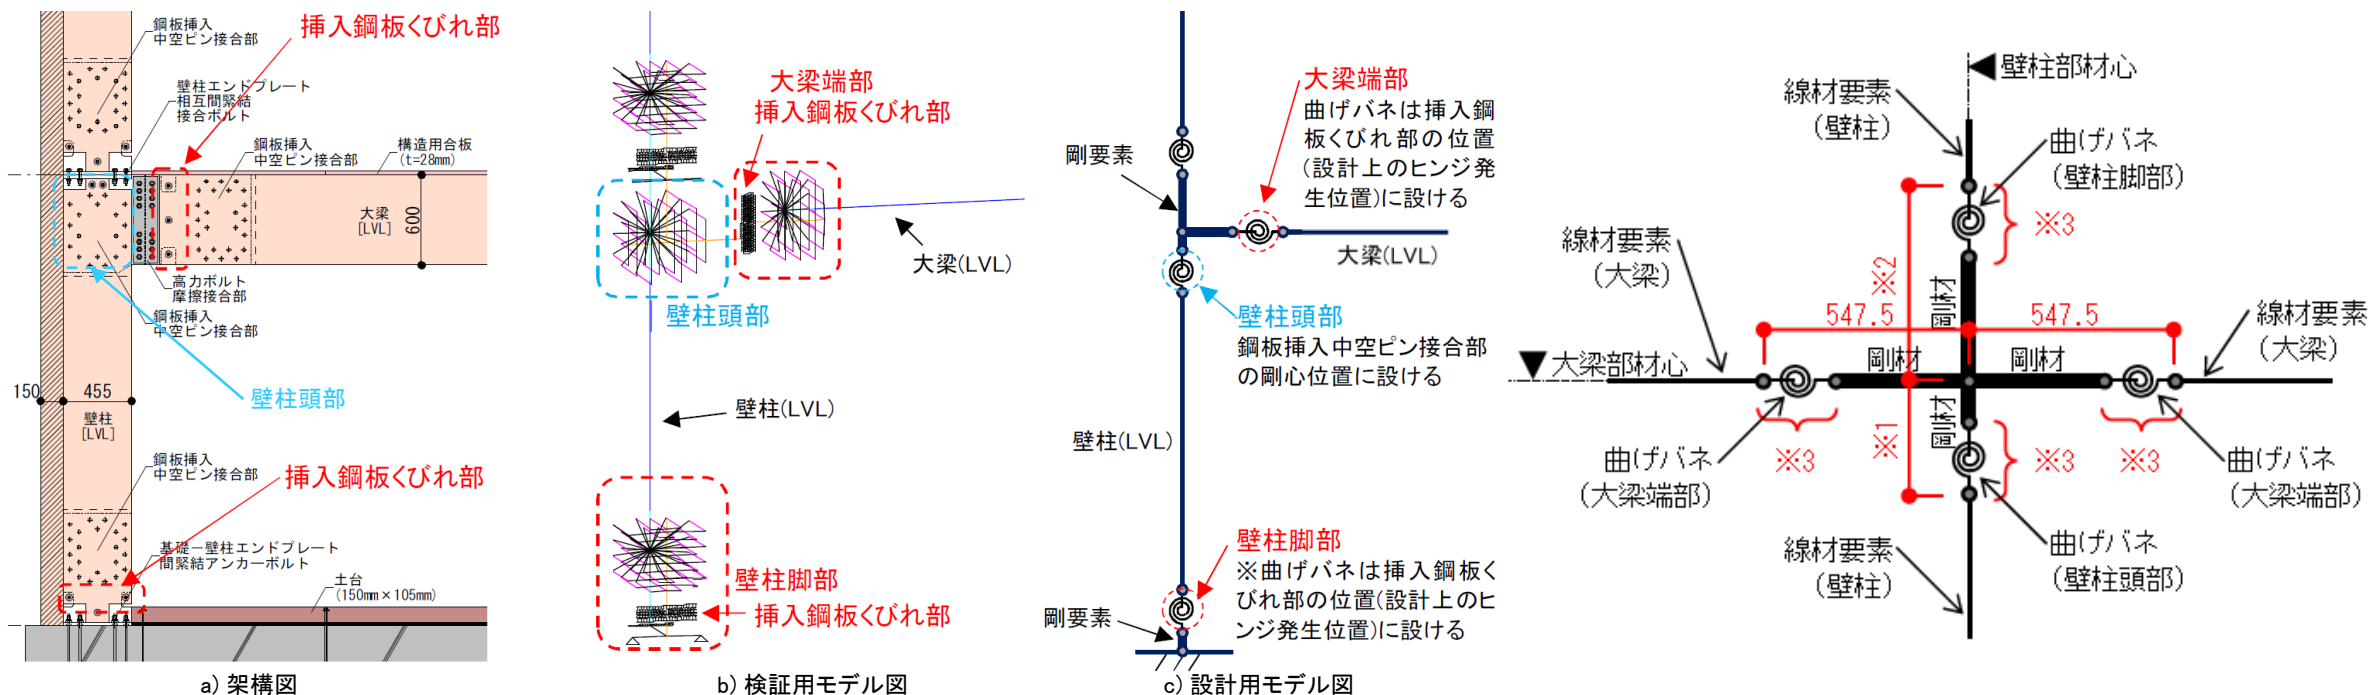 鋼板挿入
中空ピン接合部
挿入鋼板くびれ部
壁柱エンドプレート
相互間緊結
接合ボルト
鋼板挿入
中空ピン接合部
構造用合板
(t=28mm)
大梁
[LVL]
600
高力ボルト
摩擦接合部
鋼板挿入
中空ピン接合部
150
455
壁柱頭部
壁柱
[LVL]
鋼板挿入
中空ピン接合部
挿入鋼板くびれ部
基礎－壁柱エンドプレート
間緊結アンカーボルト
土台
(150mm×105mm)
a) 架構図
大梁端部
挿入鋼板くびれ部
大梁(LVL)
壁柱頭部
壁柱(LVL)
壁柱脚部
挿入鋼板くびれ部
b) 検証用モデル図
大梁端部
曲げバネは挿入鋼
板くびれ部の位置
(設計上のヒンジ発
生位置)に設ける
剛要素
大梁(LVL)
壁柱頭部
鋼板挿入中空ピン接合部
の剛心位置に設ける
壁柱(LVL)
壁柱脚部
※曲げバネは挿入鋼板く
びれ部の位置(設計上のヒ
ンジ発生位置)に設ける
剛要素
c) 設計用モデル図
壁柱部材心
線材要素
(壁柱)
曲げバネ
(壁柱脚部)
※3
線材要素
(大梁)
※2
剛材
547.5
547.5
線材要素
(大梁)
大梁部材心
剛材
剛材
※1
剛材
曲げバネ
(大梁端部)
※3
※3
※3
曲げバネ
(大梁端部)
線材要素
(壁柱)
曲げバネ
(壁柱頭部)